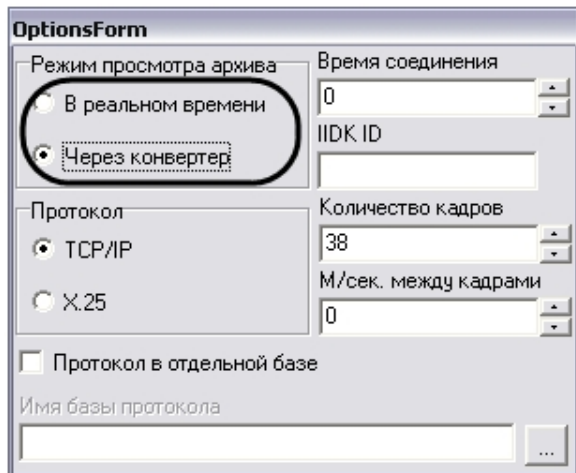 OptionsForm
Режим просмотра архива
В реальном времени
Через конвертер
Время соединения
0
IIDK ID
Протокол
TCP/IP
X.25
Количество кадров
38
М/сек. между кадрами
0
Протокол в отдельной базе
Имя базы протокола
...